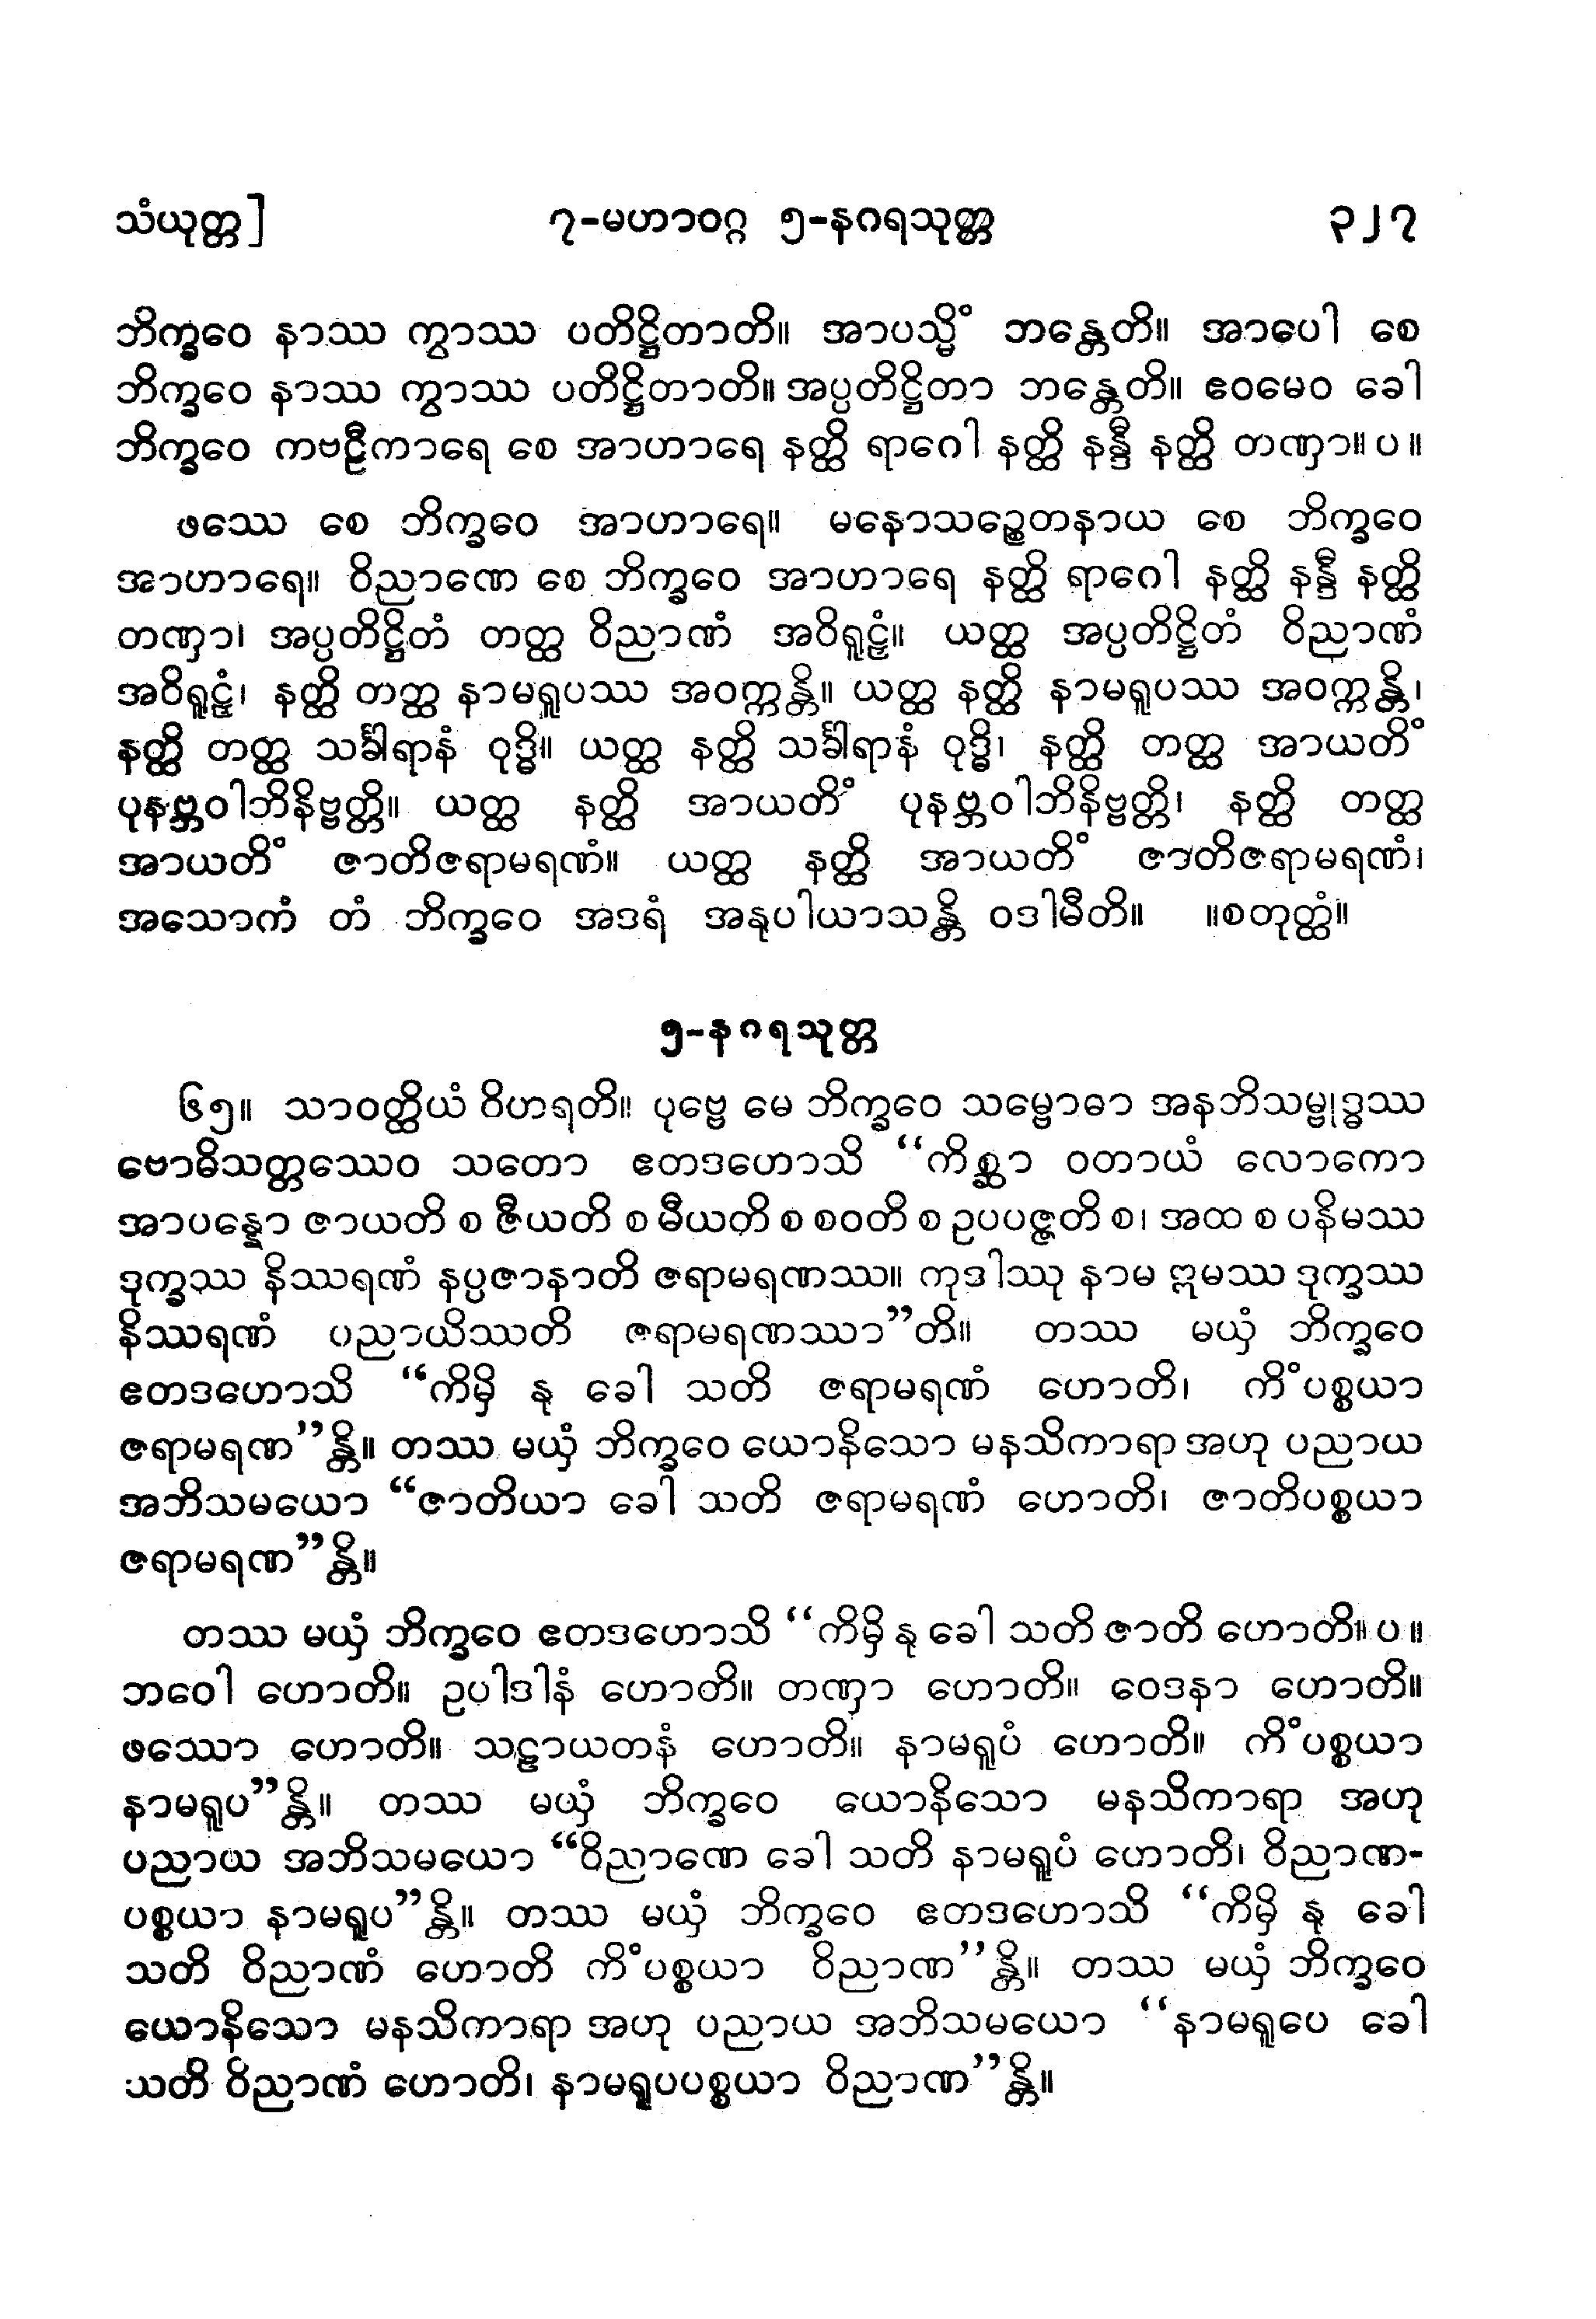 သံယုတ္တ] ၇-မဟာဝဂ္ဂ ၅-နဂရသုတ္တ ၃၂၇
ဘိက္ခဝေ နာဿ ကွာဿ ပတိဋ္ဌိတာတိ။ အာပသ္မိံ ဘန္တေတိ။ အာပေါ စေ
ဘိက္ခဝေ နာဿ ကွာဿ ပတိဋ္ဌိတာတိ။ အပ္ပတိဋ္ဌိတာ ဘန္တေတိ။ ဧဝမေဝ ခေါ
ဘိက္ခဝေ ကဗဠီကာရေ စေ အာဟာရေ နတ္ထိ ရာဂေါ နတ္ထိ နန္ဒီ နတ္ထိ တဏှာ။ ပ။
ဖဿေ စေ ဘိက္ခဝေ အာဟာရေ။ မနောသဉ္စေတနာယ စေ ဘိက္ခဝေ
အာဟာရေ။ ဝိညာဏေ စေ ဘိက္ခဝေ အာဟာရေ နတ္ထိ ရာဂေါ နတ္ထိ နန္ဒီ နတ္ထိ
တဏှာ၊ အပ္ပတိဋ္ဌိတံ တတ္ထ ဝိညာဏံ အဝိရူဠှံ။ ယတ္ထ အပ္ပတိဋ္ဌိတံ ဝိညာဏံ
အဝိရူဠှံ၊ နတ္ထိ တတ္ထ နာမရူပဿ အဝက္ကန္တိ။ ယတ္ထ နတ္ထိ နာမရူပဿ အဝက္ကန္တိ၊
နတ္ထိ တတ္ထ သင်္ခါရာနံ ဝုဒ္ဓိ။ ယတ္ထ နတ္ထိ သင်္ခါရာနံ ဝုဒ္ဓိ၊ နတ္ထိ တတ္ထ အာယတိံ
ပုနဗ္ဘဝါဘိနိဗ္ဗတ္တိ။ ယတ္ထ နတ္ထိ အာယတိံ ပုနဗ္ဘဝါဘိနိဗ္ဗတ္တိ၊ နတ္ထိ တတ္ထ
အာယတိံ ဇာတိဇရာမရဏံ။ ယတ္ထ နတ္ထိ အာယတိံ ဇာတိဇရာမရဏံ၊
အသောကံ တံ ဘိက္ခဝေ အဒရံ အနုပါယာသန္တိ ဝဒါမီတိ။ ။စတုတ္ထံ။
၅-နဂရသုတ္တ
၆၅။ သာဝတ္ထိယံ ဝိဟရတိ။ ပုဗ္ဗေ မေ ဘိက္ခဝေ သမ္ဗောဓာ အနဘိသမ္ဗုဒ္ဓဿ
ဗောဓိသတ္တဿေဝ သတော ဧတဒဟောသိ “ကိစ္ဆာ ဝတာယံ လောကော
အာပန္နော ဇာယတိ စ ဇီယတိ စ မီယတိ စ စဝတိ စ ဥပပဇ္ဇတိ စ၊ အထ စ ပနိမဿ
ဒုက္ခဿ နိဿရဏံ နပ္ပဇာနာတိ ဇရာမရဏဿ။ ကုဒါဿု နာမ ဣမဿ ဒုက္ခဿ
နိဿရဏံ ပညာယိဿတိ ဇရာမရဏဿာ”တိ။ တဿ မယှံ ဘိက္ခဝေ
ဧတဒဟောသိ “ကိမှိ နု ခေါ သတိ ဇရာမရဏံ ဟောတိ၊ ကိံပစ္စယာ
ဇရာမရဏ”န္တိ။ တဿ မယှံ ဘိက္ခဝေ ယောနိသော မနသိကာရာ အဟု ပညာယ
အဘိသမယော “ဇာတိယာ ခေါ သတိ ဇရာမရဏံ ဟောတိ၊ ဇာတိပစ္စယာ
ဇရာမရဏ”န္တိ။
တဿ မယှံ ဘိက္ခဝေ ဧတဒဟောသိ “ကိမှိ နု ခေါ သတိ ဇာတိ ဟောတိ။ ပ။
ဘဝေါ ဟောတိ။ ဥပါဒါနံ ဟောတိ။ တဏှာ ဟောတိ။ ဝေဒနာ ဟောတိ။
ဖဿော ဟောတိ။ သဠာယတနံ ဟောတိ။ နာမရူပံ ဟောတိ။ ကိံပစ္စယာ
နာမရူပ”န္တိ။ တဿ မယှံ ဘိက္ခဝေ ယောနိသော မနသိကာရာ အဟု
ပညာယ အဘိသမယော “ဝိညာဏေ ခေါ သတိ နာမရူပံ ဟောတိ၊ ဝိညာဏ-
ပစ္စယာ နာမရူပ”န္တိ။ တဿ မယှံ ဘိက္ခဝေ ဧတဒဟောသိ “ကိမှိ နု ခေါ
သတိ ဝိညာဏံ ဟောတိ ကိံပစ္စယာ ဝိညာဏ”န္တိ။ တဿ မယှံ ဘိက္ခဝေ
ယောနိသော မနသိကာရာ အဟု ပညာယ အဘိသမယော “နာမရူပေ ခေါ
သတိ ဝိညာဏံ ဟောတိ၊ နာမရူပပစ္စယာ ဝိညာဏ”န္တိ။